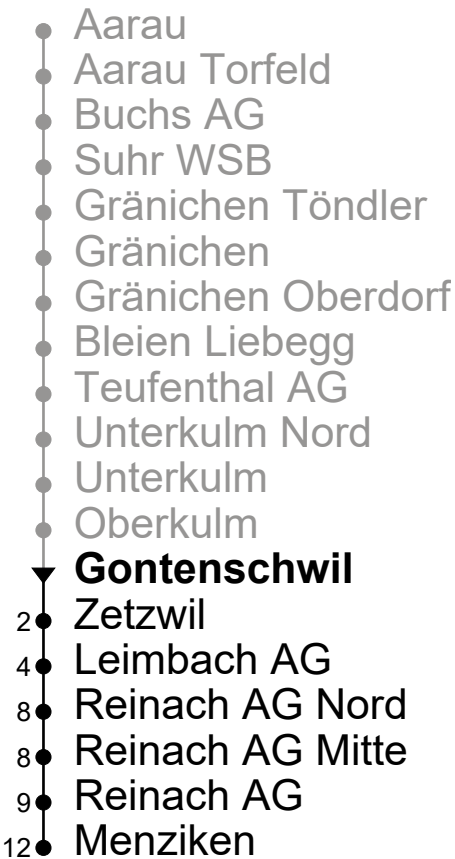 Aarau
Aarau Torfeld
Buchs AG
Suhr WSB
Gränichen Töndler
Gränichen
Gränichen Oberdorf
Bleien Liebegg
Teufenthal AG
Unterkulm Nord
Unterkulm
Oberkulm
Gontenschwil
2 Zetzwil
4 Leimbach AG
8 Reinach AG Nord
8 Reinach AG Mitte
9 Reinach AG
12 Menziken